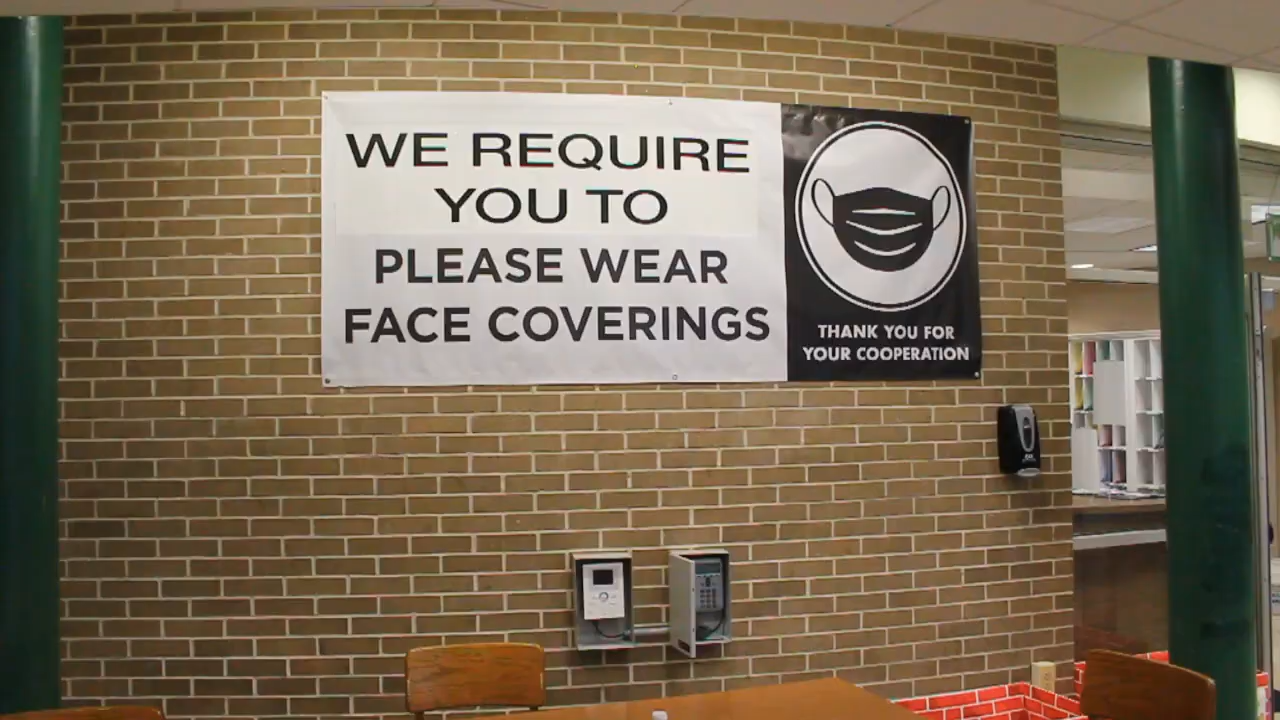 WE REQUIRE
YOU TO
PLEASE WEAR
FACE COVERINGS
THANK YOU FOR
YOUR COOPERATION